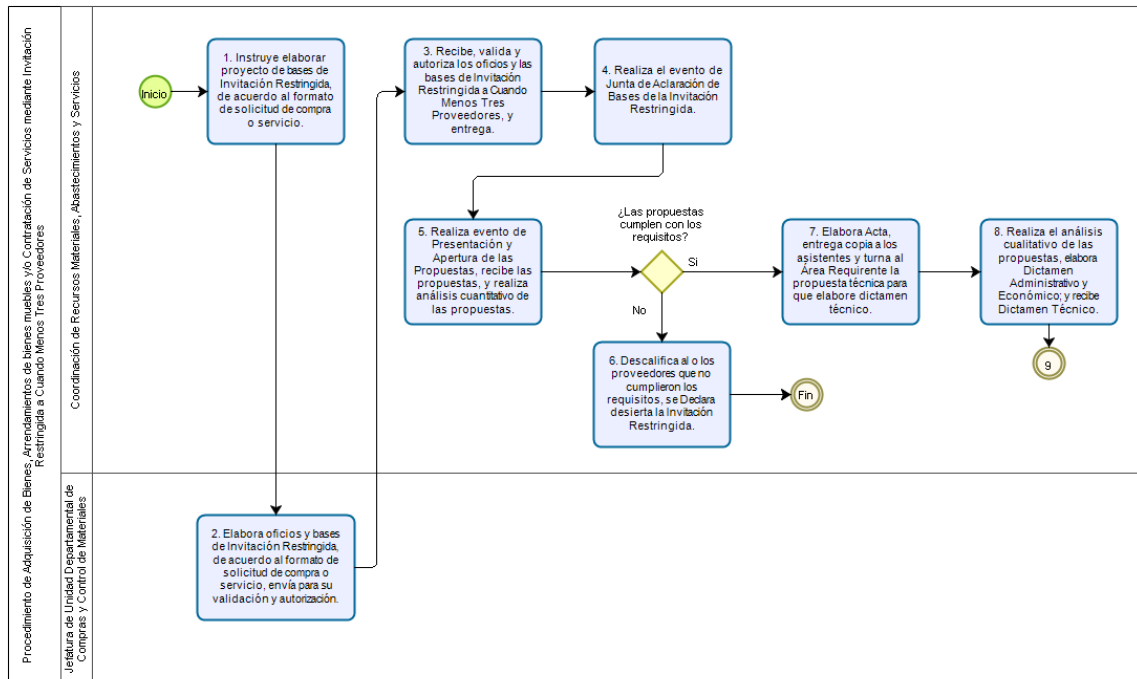 Procedimiento de Adquisición de Bienes, Arrendamientos de bienes muebles y/o Contratación de Servicios mediante Invitación
Restringida a Cuando Menos Tres Proveedores
Coordinación de Recursos Materiales, Abastecimientos y Servicios
Inicio
1. Instruye elaborar
proyecto de bases de
Invitación Restringida,
de acuerdo al formato
de solicitud de compra
o servicio.
3. Recibe, valida y
autoriza los oficios y las
bases de Invitación
Restringida a Cuando
Menos Tres
Proveedores, y
entrega.
4. Realiza el evento de
Junta de Aclaración de
Bases de la Invitación
Restringida.
5. Realiza evento de
Presentación y
Apertura de las
Propuestas, recibe las
propuestas, y realiza
análisis cuantitativo de
las propuestas.
¿Las propuestas
cumplen con los
requisitos?
Si
No
7. Elabora Acta,
entrega copia a los
asistentes y turna al
Área Requirente la
propuesta técnica para
que elabore dictamen
técnico.
8. Realiza el análisis
cualitativo de las
propuestas, elabora
Dictamen
Administrativo y
Económico; y recibe
Dictamen Técnico.
9
6. Descalifica al o los
proveedores que no
cumplieron los
requisitos, se Declara
desierta la Invitación
Restringida.
Fin
Jefatura de Unidad Departamental de
Compras y Control de Materiales
2. Elabora oficios y bases
de Invitación Restringida,
de acuerdo al formato de
solicitud de compra o
servicio, envía para su
validación y autorización.